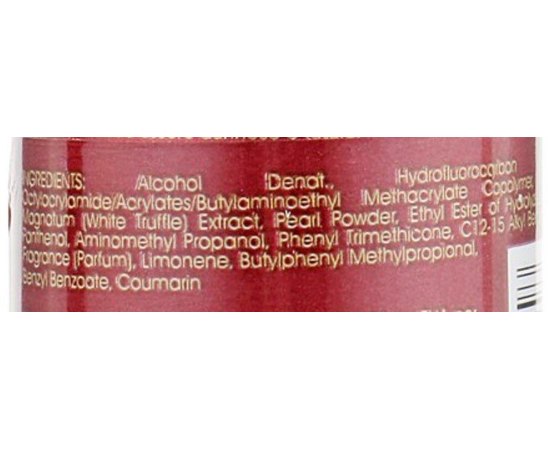 INGREDIENTS: Alcohol Denat., Hydrofluorocarbon
Octylacrylamide/Acrylates/Butylaminoethyl Methacrylate Copolymer,
Magnatum (White Truffle) Extract, Pearl Powder, Ethyl Ester of
Panthenol, Aminomethyl Propanol, Phenyl Trimethicone, C12-15 Alky
Fragrance (Parfum), Limonene, Butylphenyl Methylpropional,
Benzyl Benzoate, Coumarin